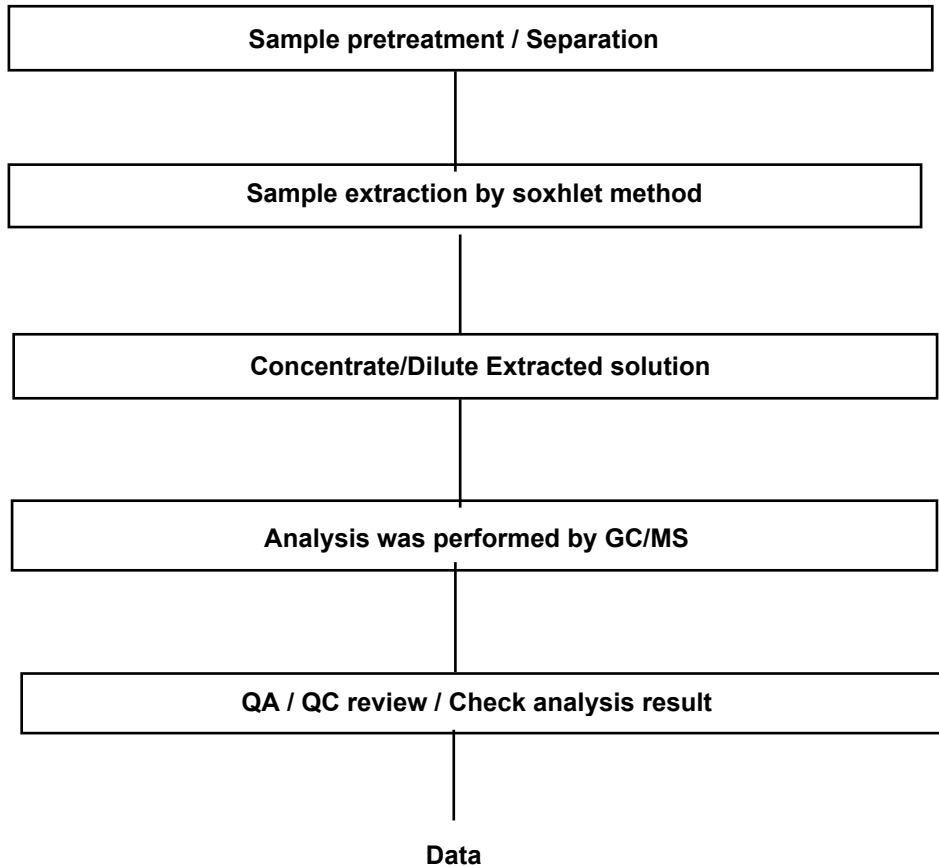 Sample pretreatment / Separation
Sample extraction by soxhlet method
Concentrate/Dilute Extracted solution
Analysis was performed by GC/MS
QA / QC review / Check analysis result
Data